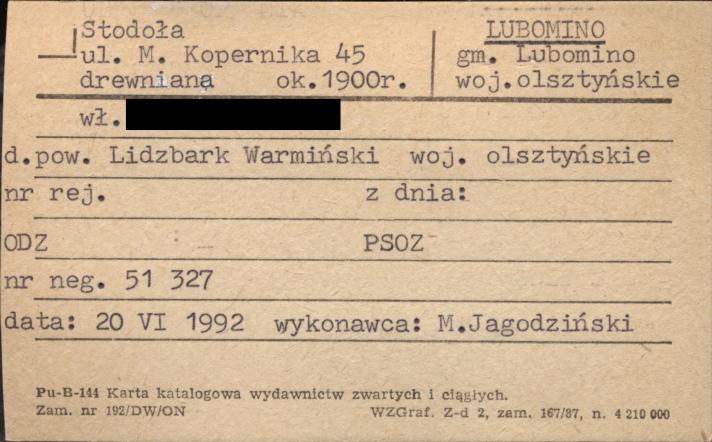 Stodoła LUBOMINO
ul. M. Kopernika 45 gm. Lubomino
drewniana ok.1900r. woj.olsztyńskie
wł.
d.pow. Lidzbark Warmiński woj. olsztyńskie
nr rej. z dnia:
ODZ PSOZ
nr neg. 51 327
data: 20 VI 1992 wykonawca: M.Jagodziński
Pu-B-144 Karta katalogowa wydawnictw zwartych i ciągłych.
Zam. nr 192/DW/ON WZGraf. Z-d 2, zam. 167/87, n. 4 210 000